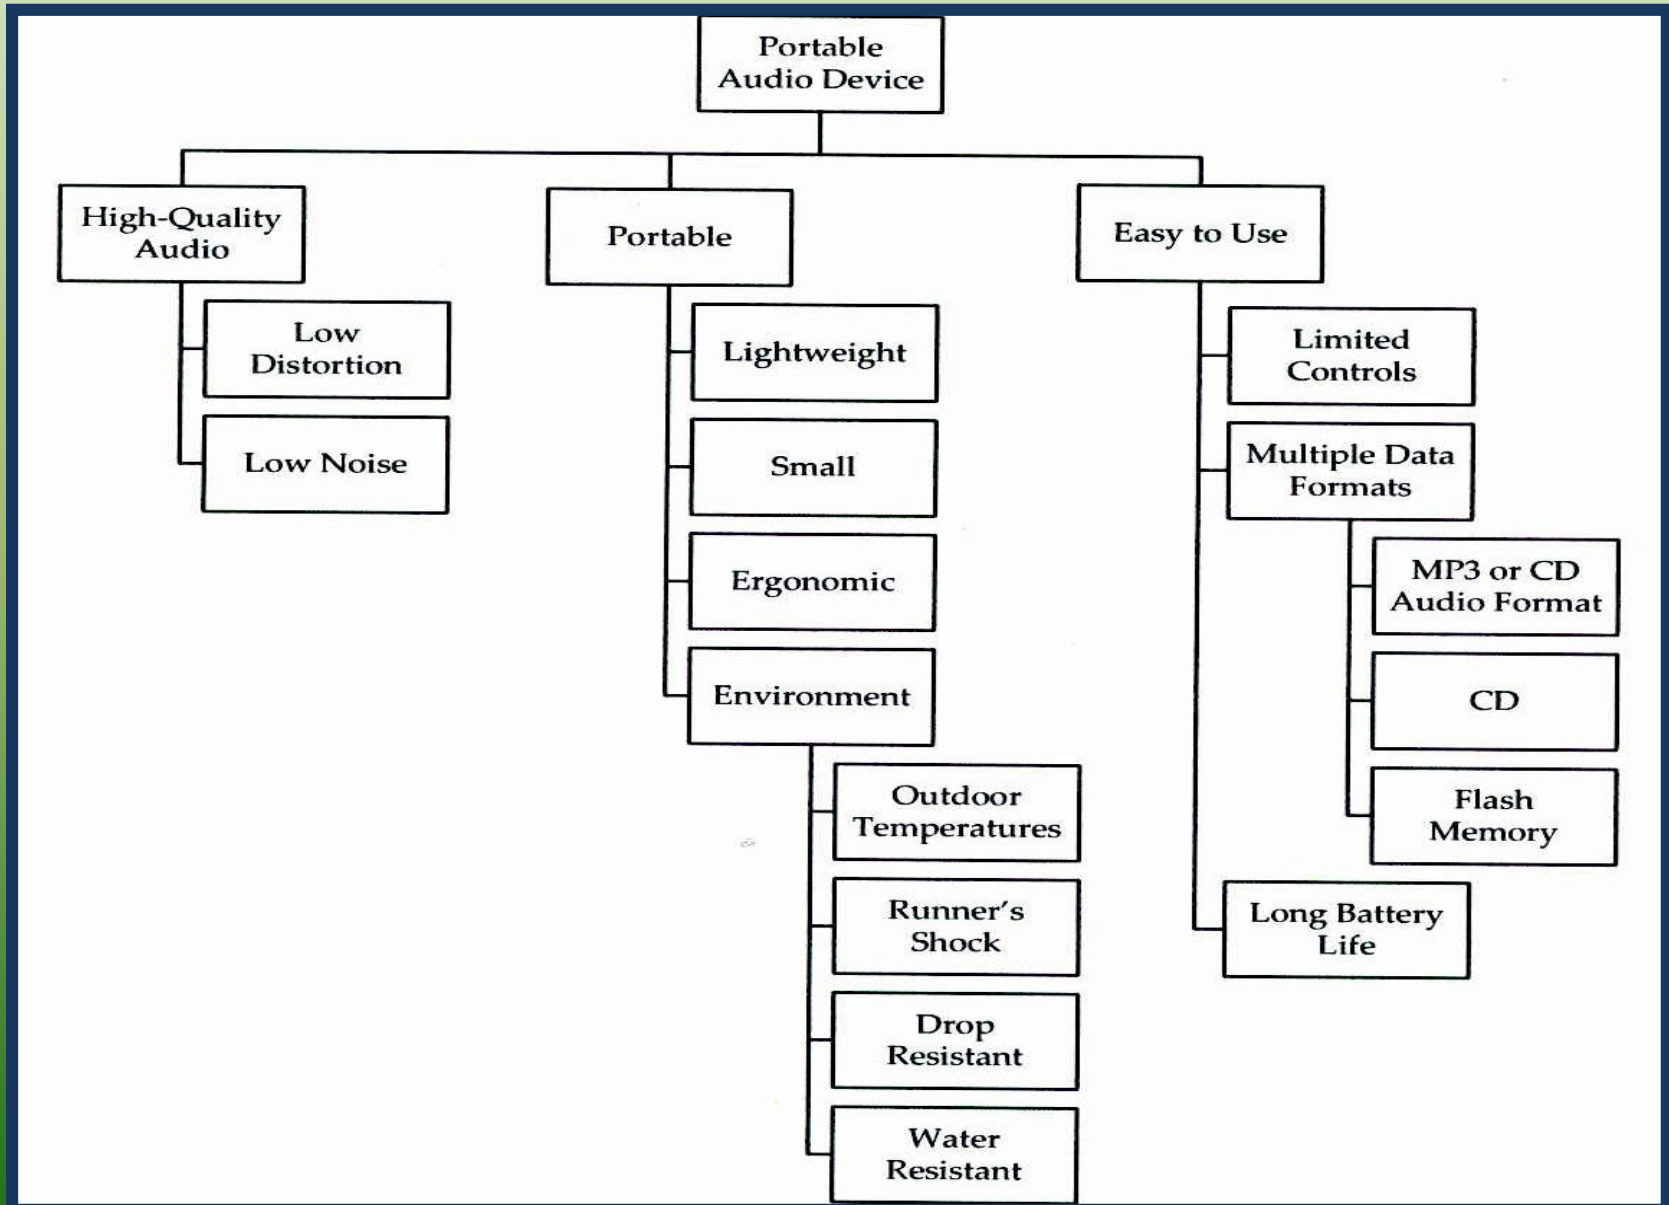 Portable
Audio Device
High-Quality
Audio
Low
Distortion
Low Noise
Portable
Lightweight
Small
Ergonomic
Environment
Outdoor
Temperatures
Runner's
Shock
Drop
Resistant
Water
Resistant
Easy to Use
Limited
Controls
Multiple Data
Formats
MP3 or CD
Audio Format
CD
Flash
Memory
Long Battery
Life